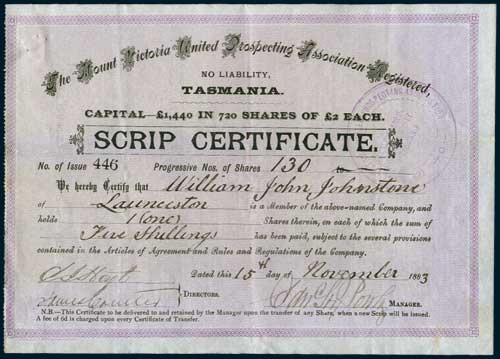 The Mount Victoria United Prospecting Association Registered,
NO LIABILITY,
TASMANIA.
CAPITAL—£1,440 IN 720 SHARES OF £2 EACH.
SCRIP CERTIFICATE.
No. of Issue 446 Progressive Nos. of Shares 130 to
We hereby Certify that William John Johnstone
of Launceston is a Member of the above-named Company, and
holds 1 (one) Shares therein, on each of which the sum of
Five Shillings has been paid, subject to the several provisions
contained in the Articles of Agreement and Rules and Regulations of the Company.
Dated this 15th day of November 1883
DIRECTORS.
MANAGER.
N.B.—This Certificate to be delivered to and retained by the Manager upon the transfer of any Share, when a new Scrip will be issued.
A fee of 6d is charged upon every Certificate of Transfer.